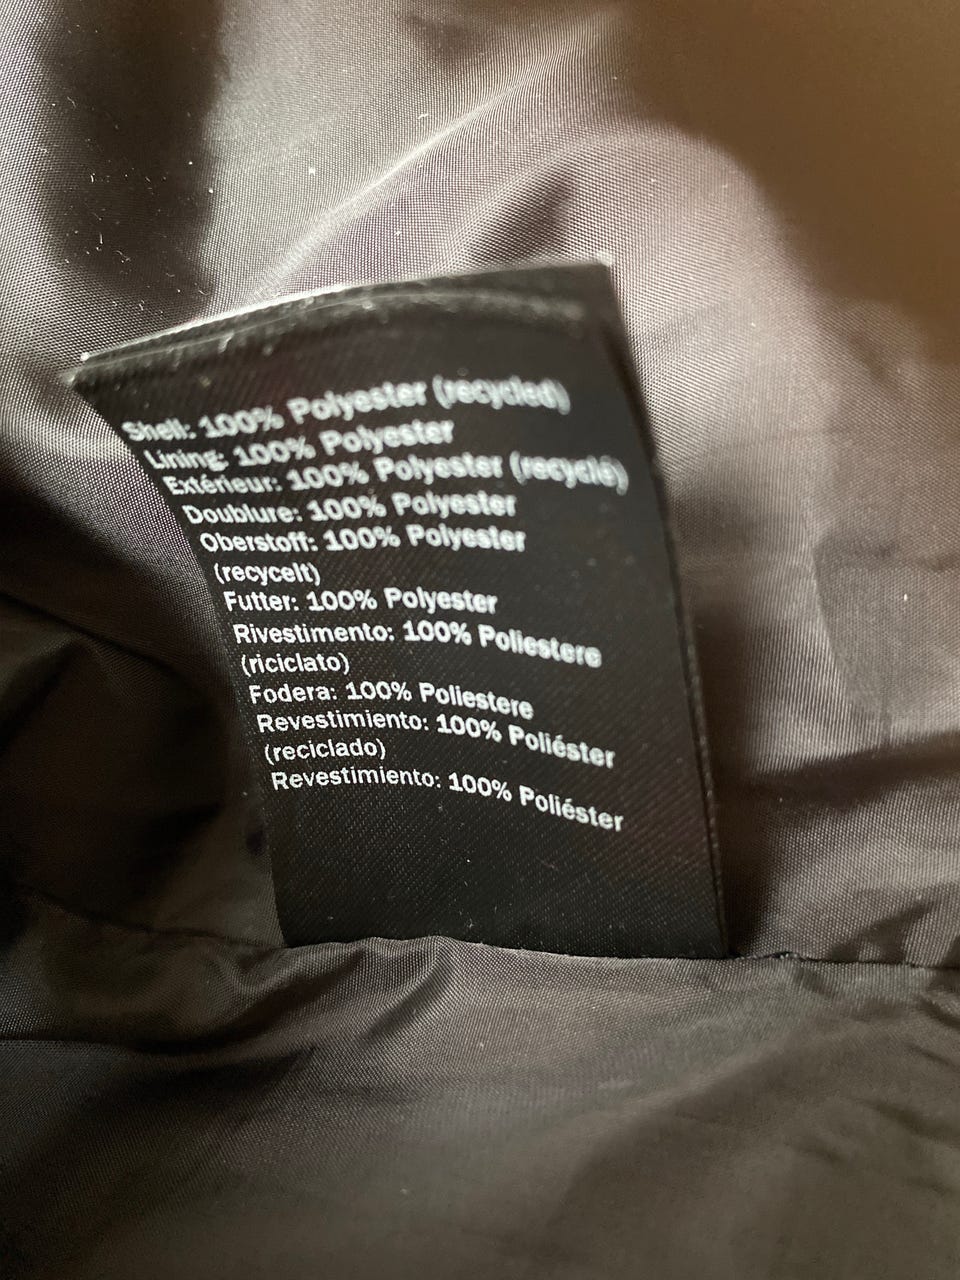 Shell: 100% Polyester (recycled)
Lining: 100% Polyester
Extérieur: 100% Polyester (recyclé)
Doublure: 100% Polyester
Oberstoff: 100% Polyester
(recycelt)
Futter: 100% Polyester
Rivestimento: 100% Poliestere
(riciclato)
Fodera: 100% Poliestere
Revestimiento: 100% Poliéster
(reciclado)
Revestimiento: 100% Poliéster